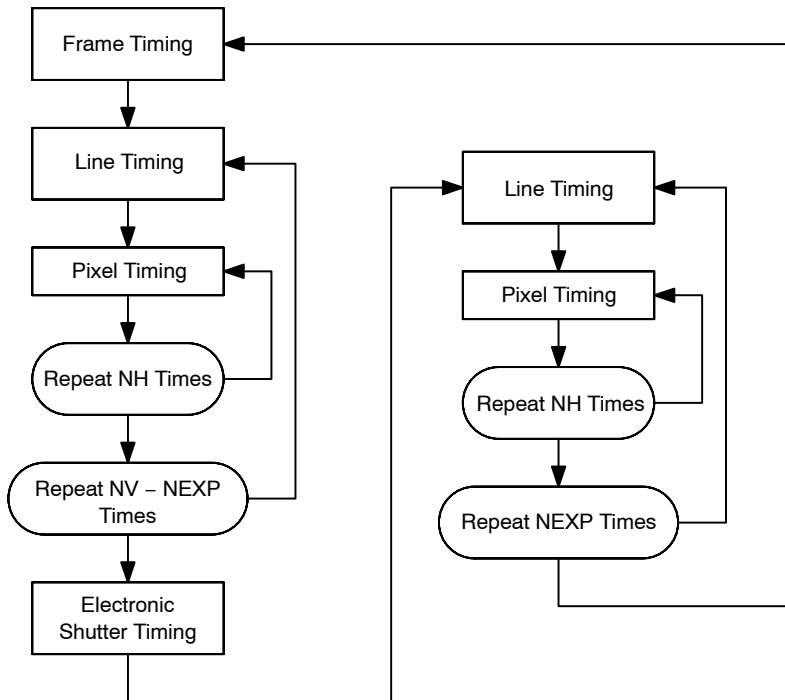 Frame Timing
Line Timing
Pixel Timing
Repeat NH Times
Repeat NV – NEXP
Times
Electronic
Shutter Timing
Line Timing
Pixel Timing
Repeat NH Times
Repeat NEXP Times